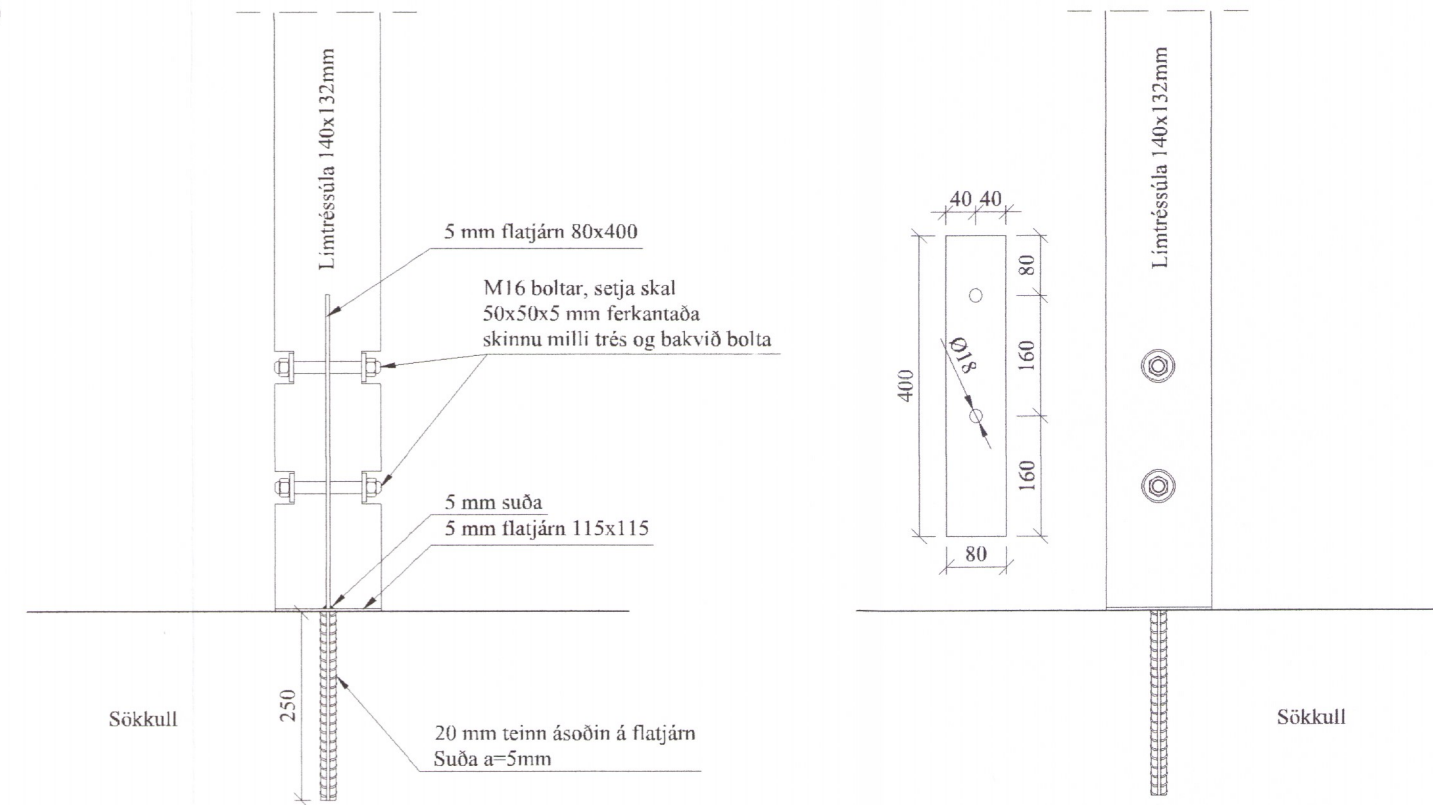 Límtréssúla 140x132mm
5 mm flatjárn 80x400
M16 boltar, setja skal
50x50x5 mm ferkantaða
skinnu milli trés og bakvið bolta
5 mm suða
5 mm flatjárn 115x115
250
Sökkull
20 mm teinn ásoðin á flatjárn
Suða a=5mm
40 40
80
Ø18
160
400
160
80
Límtréssúla 140x132mm
Sökkull